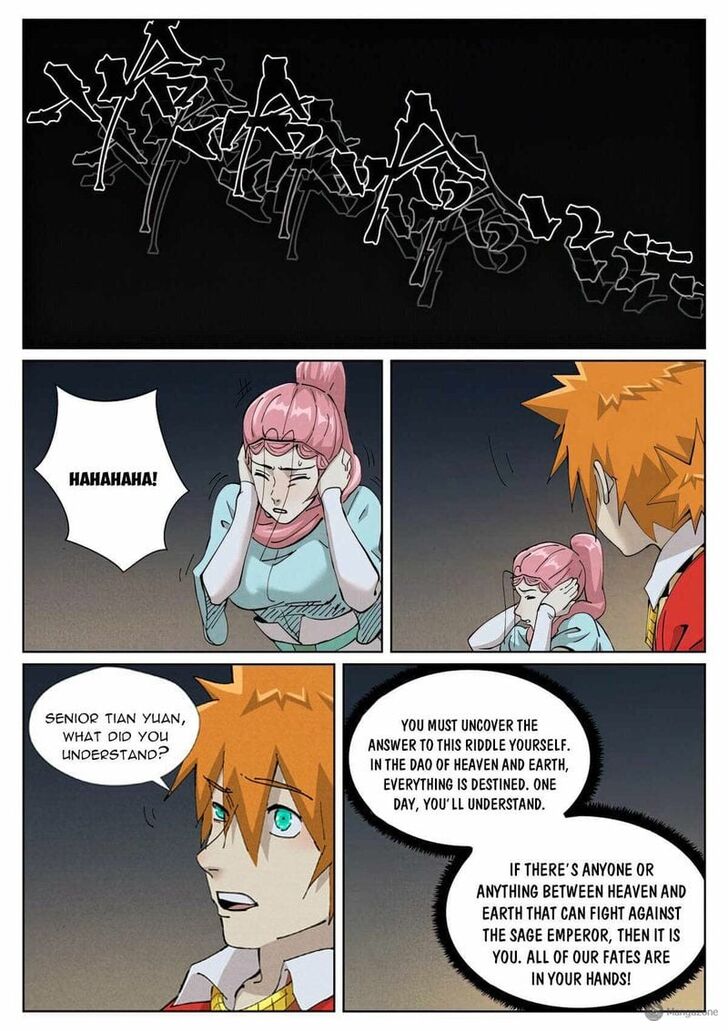 HAHAHAHA!
SENIOR TIAN YUAN,
WHAT DID YOU
UNDERSTAND?
YOU MUST UNCOVER THE
ANSWER TO THIS RIDDLE YOURSELF.
IN THE DAO OF HEAVEN AND EARTH,
EVERYTHING IS DESTINED. ONE
DAY, YOU'LL UNDERSTAND.
IF THERE'S ANYONE OR
ANYTHING BETWEEN HEAVEN AND
EARTH THAT CAN FIGHT AGAINST
THE SAGE EMPEROR, THEN IT IS
YOU. ALL OF OUR FATES ARE
IN YOUR HANDS!
Mangazone